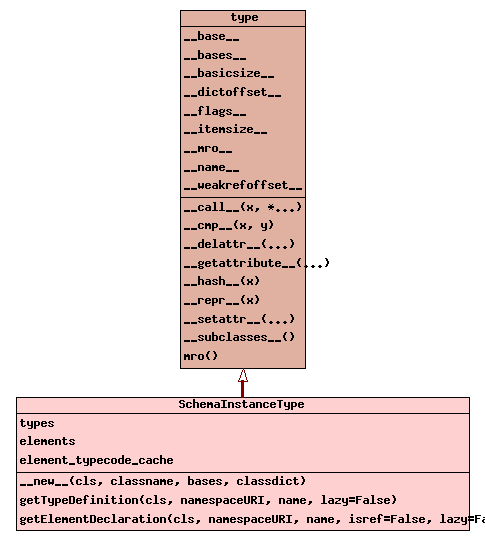 type
__base__
__bases__
__basicsize__
__dictoffset__
__flags__
__itemsize__
__mro__
__name__
__weakrefoffset__
__call__(x, *...)
__cmp__(x, y)
__delattr__(...)
__getattribute__(...)
__hash__(x)
__repr__(x)
__setattr__(...)
__subclasses__()
mro()
SchemaInstanceType
types
elements
element_typecode_cache
__new__(cls, classname, bases, classdict)
getTypeDefinition(cls, namespaceURI, name, lazy=False)
getElementDeclaration(cls, namespaceURI, name, isref=False, lazy=Fa